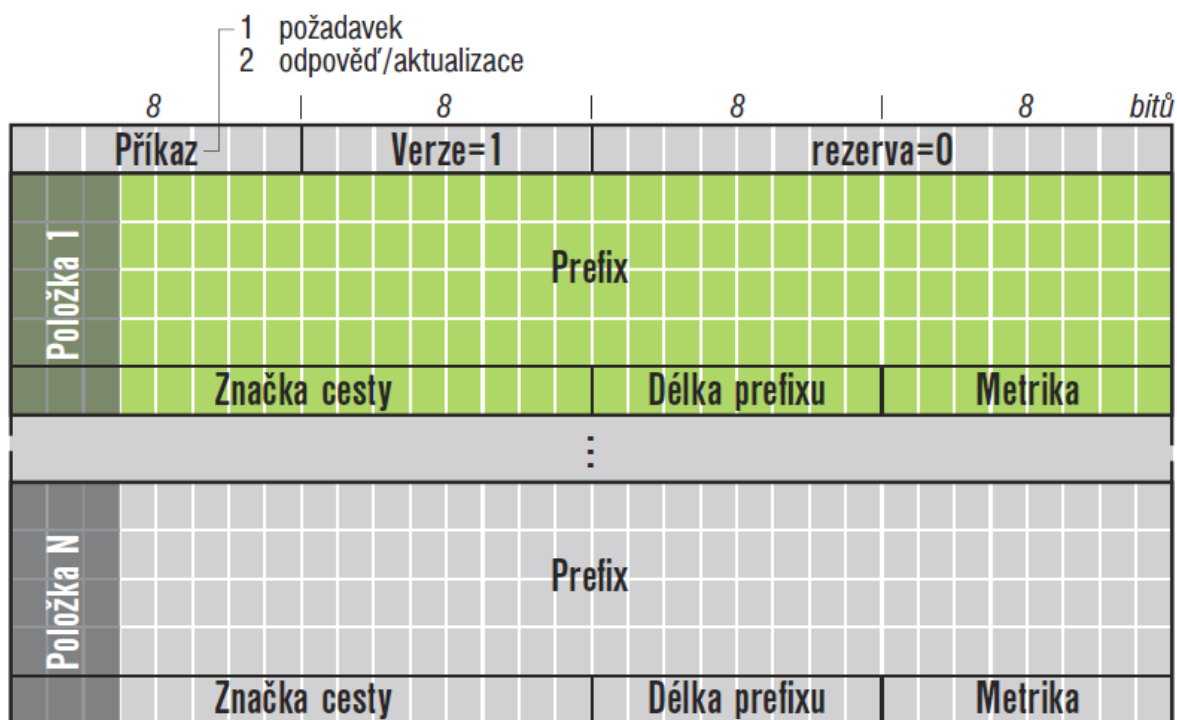 1 požadavek
2 odpověď/aktualizace
8 8 8 8 bitů
Příkaz Verze=1 rezerva=0
Položka 1
Prefix
Značka cesty Délka prefixu Metrika
⋮
Položka N
Prefix
Značka cesty Délka prefixu Metrika